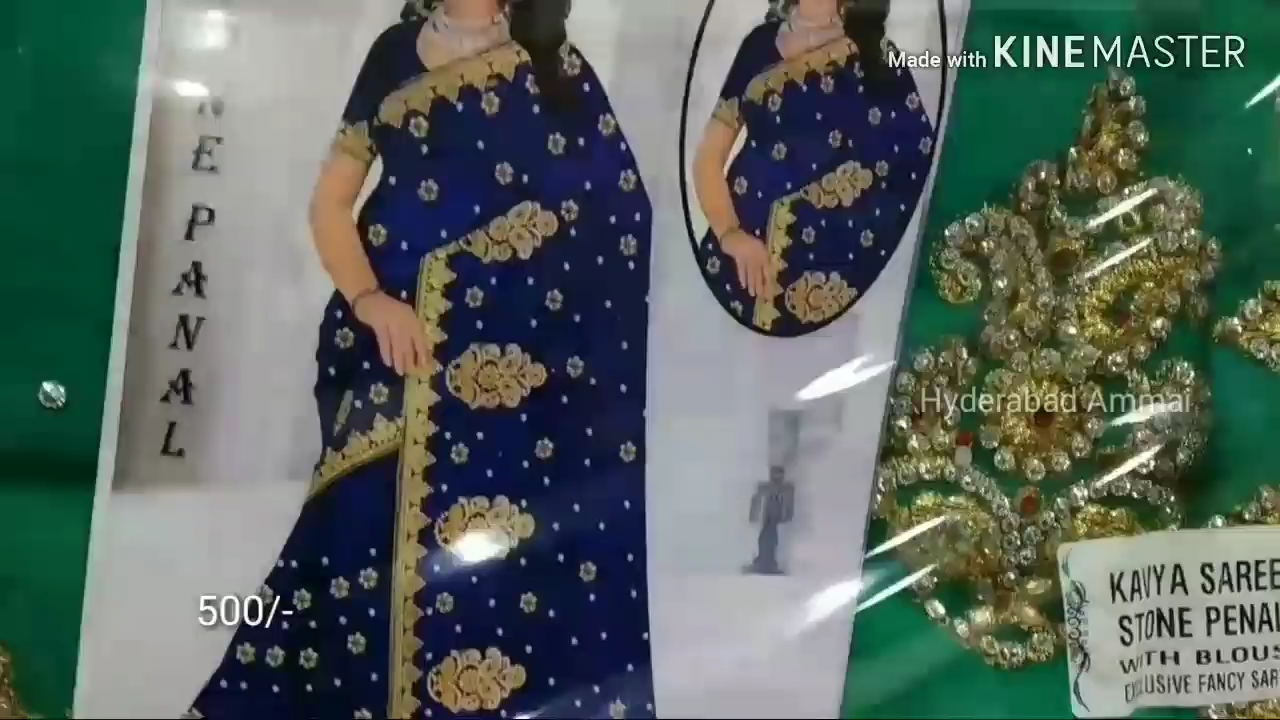 Made with KINEMASTER
E
P
A
N
A
L
Hyderabad Ammai
500/-
KAVYA SAREE
STONE PENAL
WITH BLOUS
EXCLUSIVE FANCY SAR